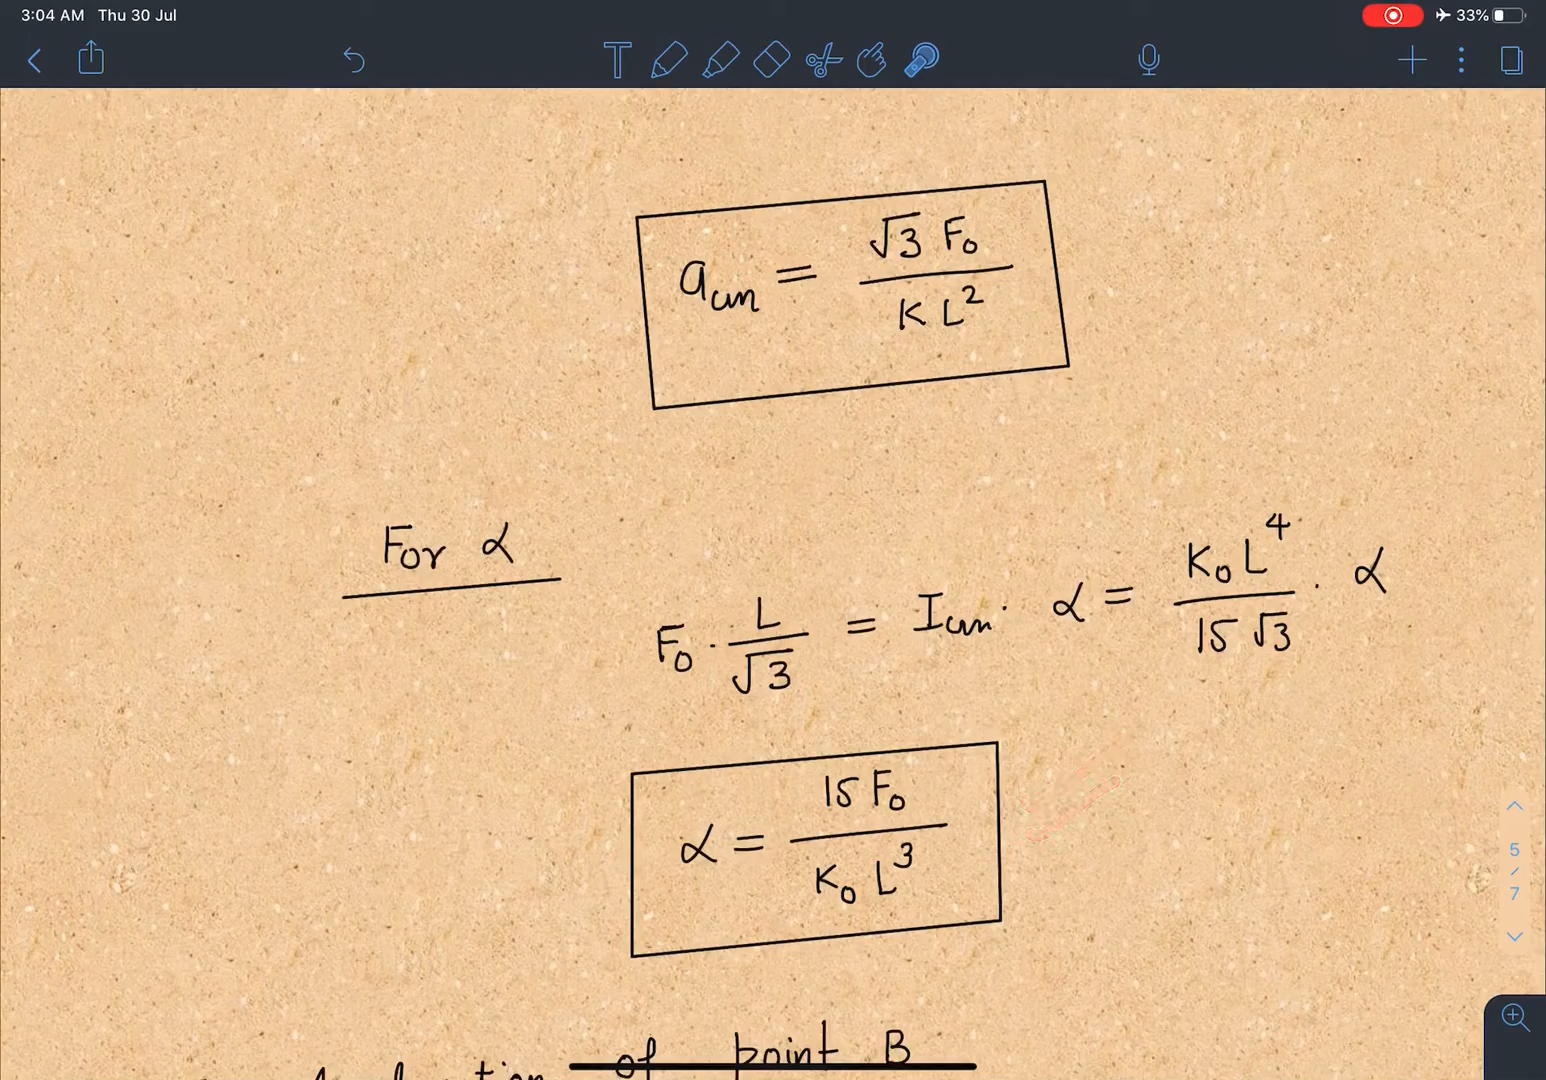 3:04 AM Thu 30 Jul
33%
T
a_cm = √3 F₀ / K L²
For α
F₀ · L/√3 = I_cm · α = K₀ L⁴ / 15 √3 · α
α = 15 F₀ / K₀ L³
5
/
7
of point B